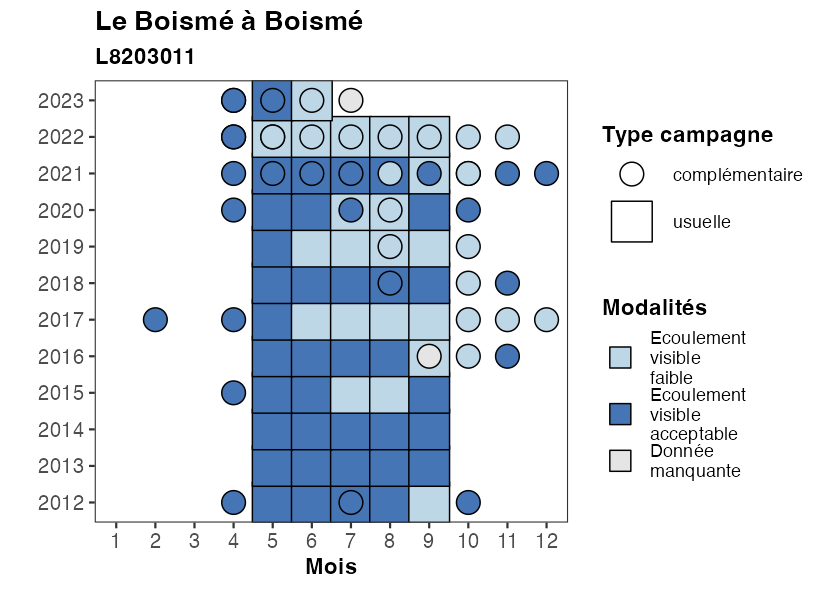 Le Boismé à Boismé
L8203011
2023
2022
2021
2020
2019
2018
2017
2016
2015
2014
2013
2012
1 2 3 4 5 6 7 8 9 10 11 12
Mois
Type campagne
complémentaire
usuelle
Modalités
Ecoulement
visible
faible
Ecoulement
visible
acceptable
Donnée
manquante